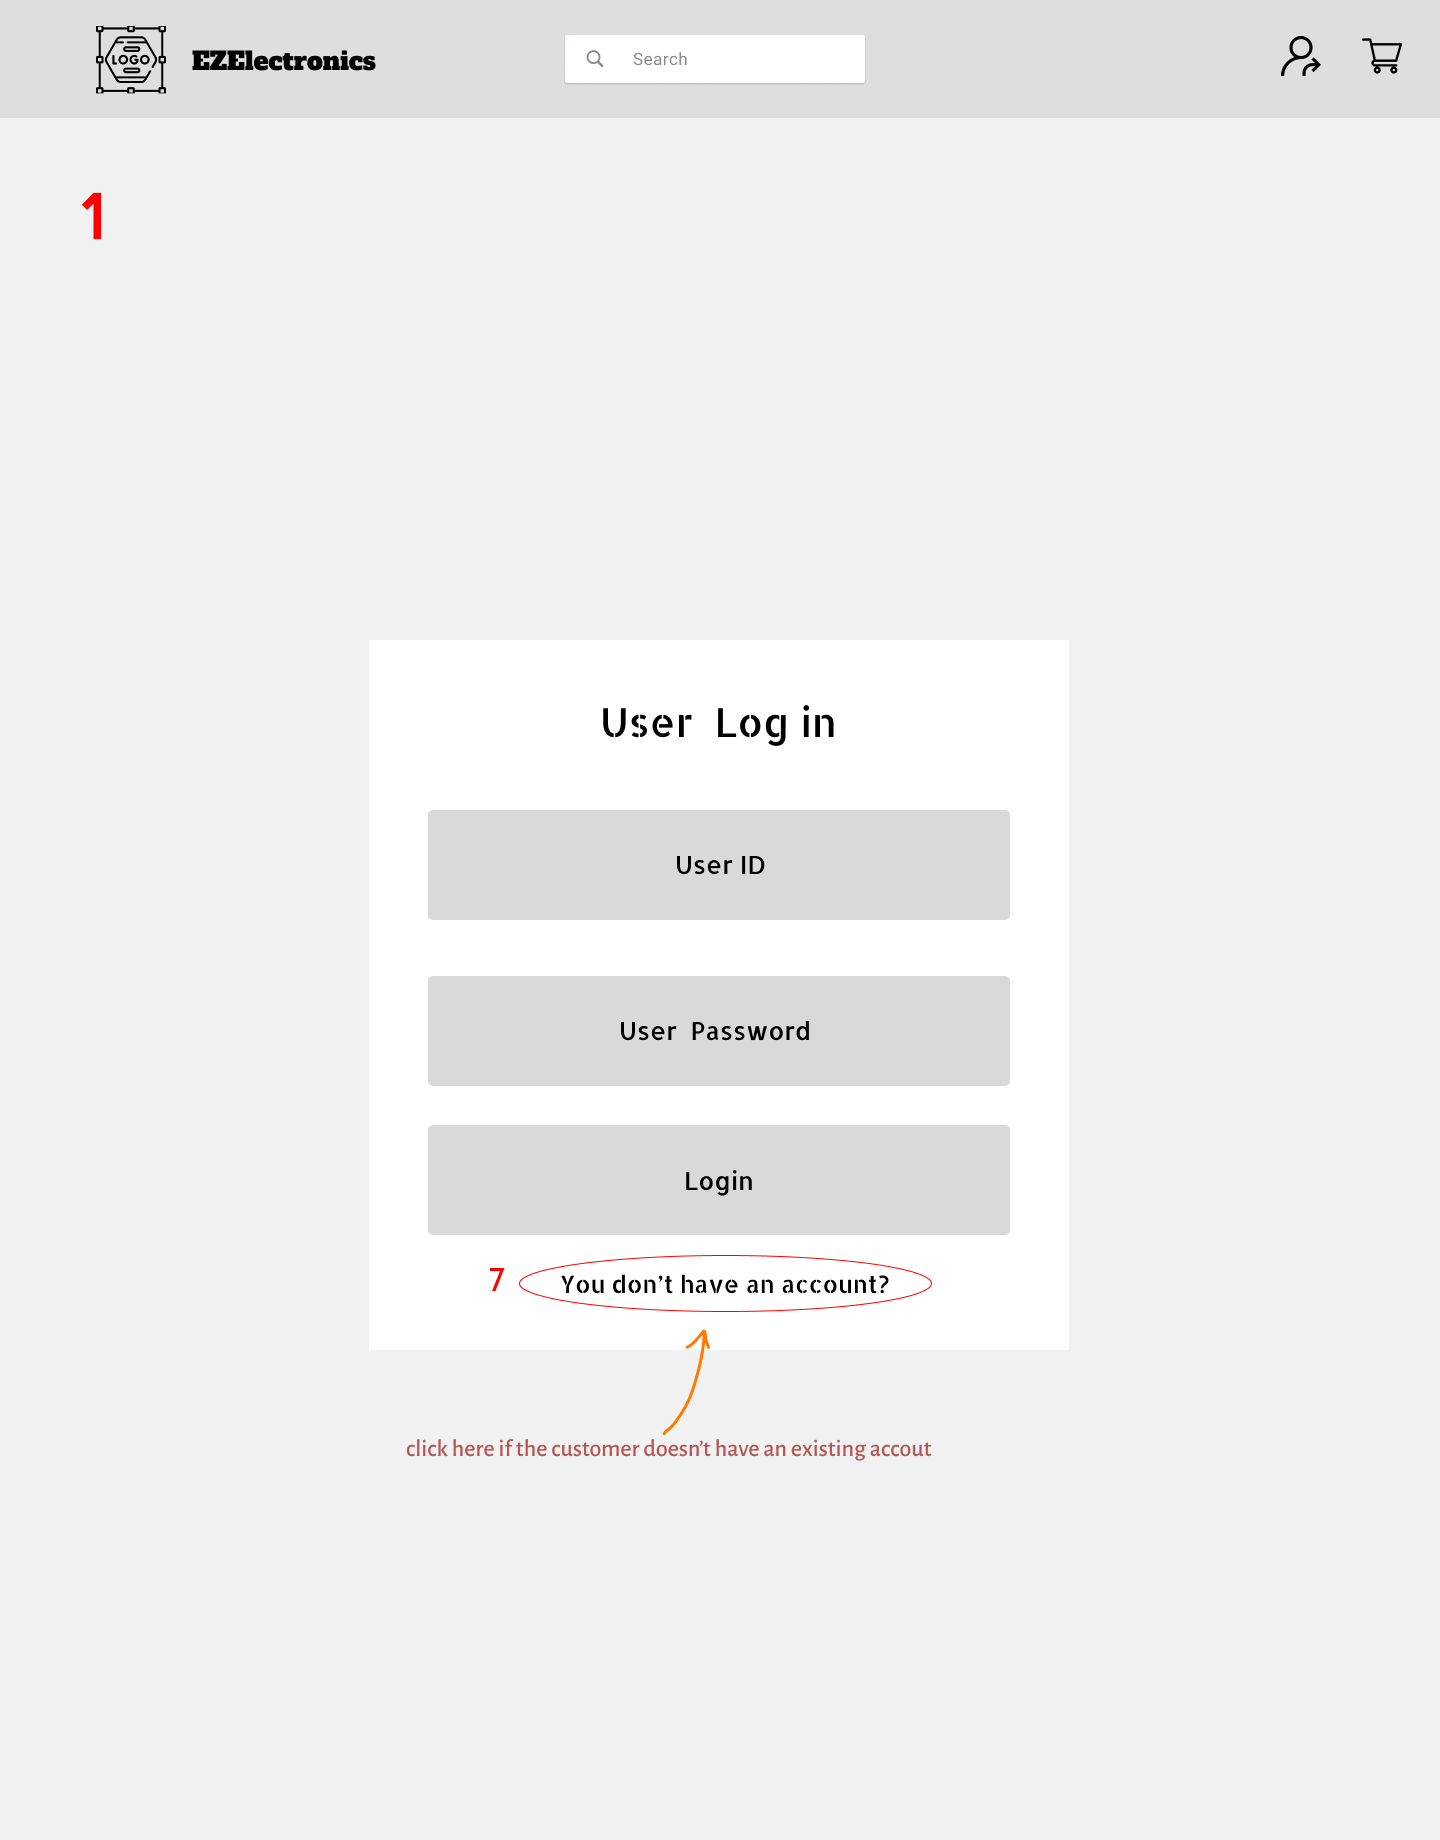 LOGO
EZElectronics
Search
1
User Log in
User ID
User Password
Login
7
You don't have an account?
click here if the customer doesn't have an existing accout